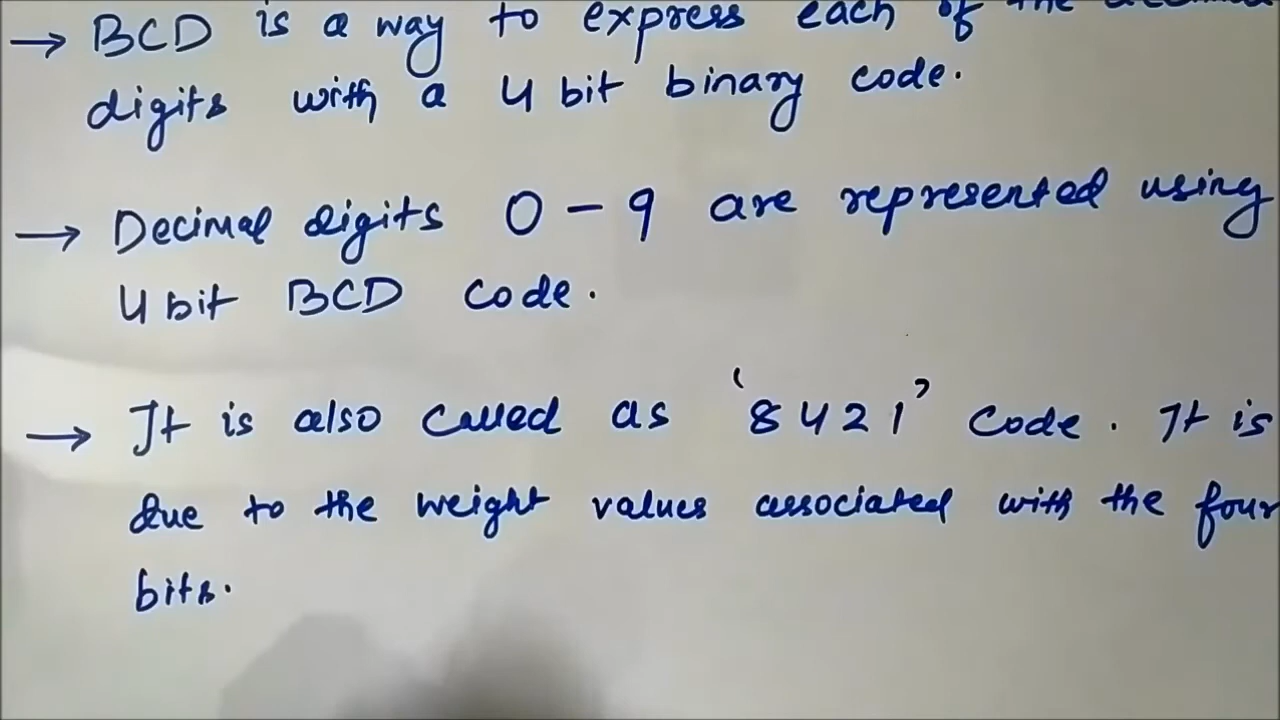 → BCD is a way to express each of the decimal
digits with a 4 bit binary code.
→ Decimal digits 0 - 9 are represented using
4 bit BCD code.
→ It is also called as '8421' code. It is
due to the weight values associated with the four
bits.